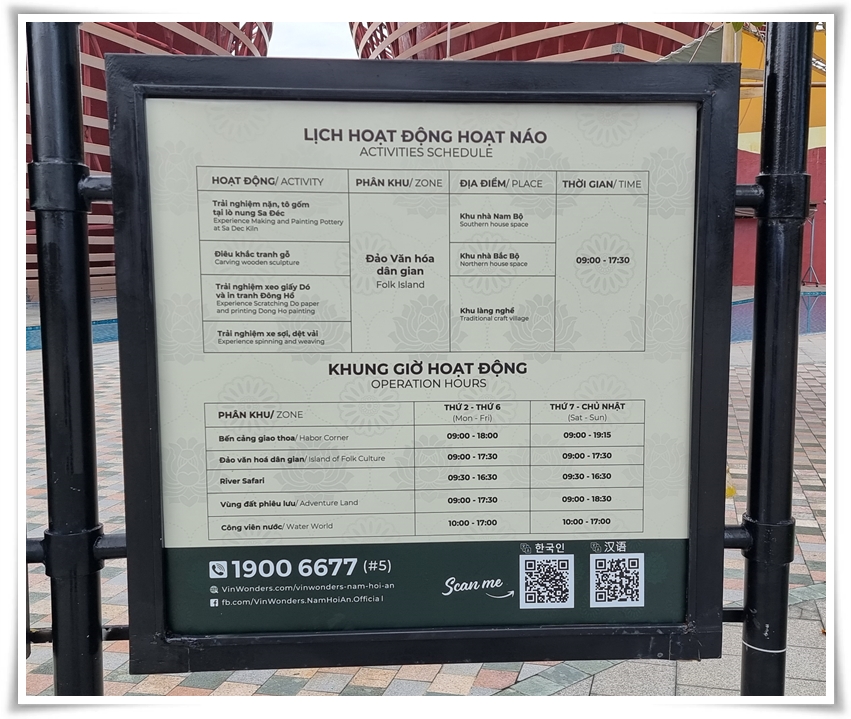 LỊCH HOẠT ĐỘNG HOẠT NÁO
ACTIVITIES SCHEDULE
HOẠT ĐỘNG/ ACTIVITY
PHÂN KHU/ ZONE
ĐỊA ĐIỂM/ PLACE
THỜI GIAN/ TIME
Trải nghiệm nặn, tô gốm
tại lò nung Sa Đéc
Experience Making and Painting Pottery
at Sa Dec Kiln
Điêu khắc tranh gỗ
Carving wooden sculpture
Trải nghiệm xeo giấy Dó
và in tranh Đông Hồ
Experience Scratching Do paper
and printing Dong Ho painting
Trải nghiệm xe sợi, dệt vải
Experience spinning and weaving
Đảo Văn hóa
dân gian
Folk Island
Khu nhà Nam Bộ
Southern house space
Khu nhà Bắc Bộ
Northern house space
Khu làng nghề
Traditional craft village
09:00 - 17:30
KHUNG GIỜ HOẠT ĐỘNG
OPERATION HOURS
PHÂN KHU/ ZONE
THỨ 2 - THỨ 6
(Mon - Fri)
THỨ 7 - CHỦ NHẬT
(Sat - Sun)
Bến cảng giao thoa/ Habor Corner
09:00 - 18:00
09:00 - 19:15
Đảo văn hoá dân gian/ Island of Folk Culture
09:00 - 17:30
09:00 - 17:30
River Safari
09:30 - 16:30
09:30 - 16:30
Vùng đất phiêu lưu/ Adventure Land
09:00 - 17:30
09:00 - 18:30
Công viên nước/ Water World
10:00 - 17:00
10:00 - 17:00
1900 6677 (#5)
VinWonders.com/vinwonders-nam-hoi-an
fb.com/VinWonders.NamHoiAn.Official
Scan me
한국인
汉语